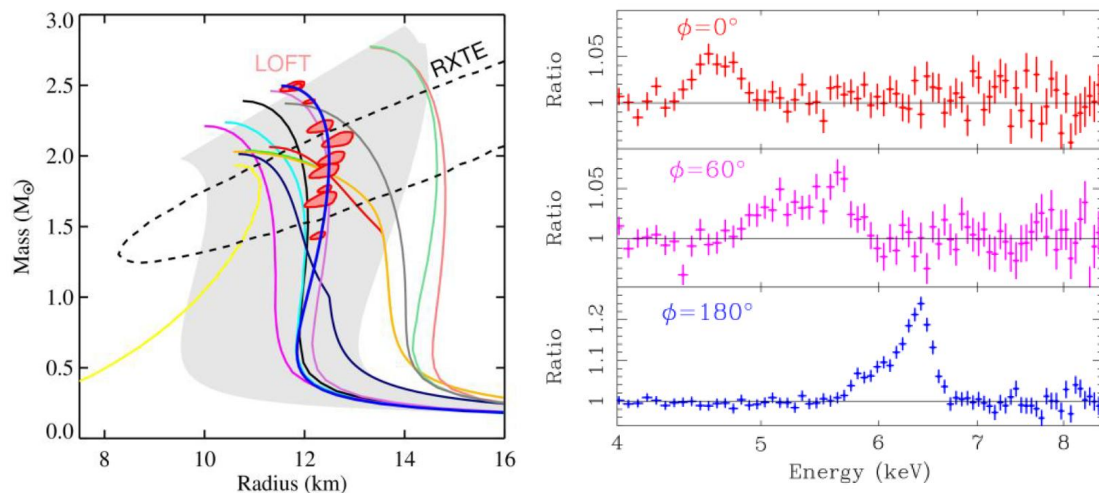 3.0
2.5
2.0
1.5
1.0
0.5
0.0
Mass (M☉)
8
10
12
14
16
Radius (km)
LOFT
RXTE
ϕ=0°
Ratio
1.05
1
ϕ=60°
Ratio
1.05
1
ϕ=180°
Ratio
1.2
1.1
1
4
5
6
7
8
Energy (keV)